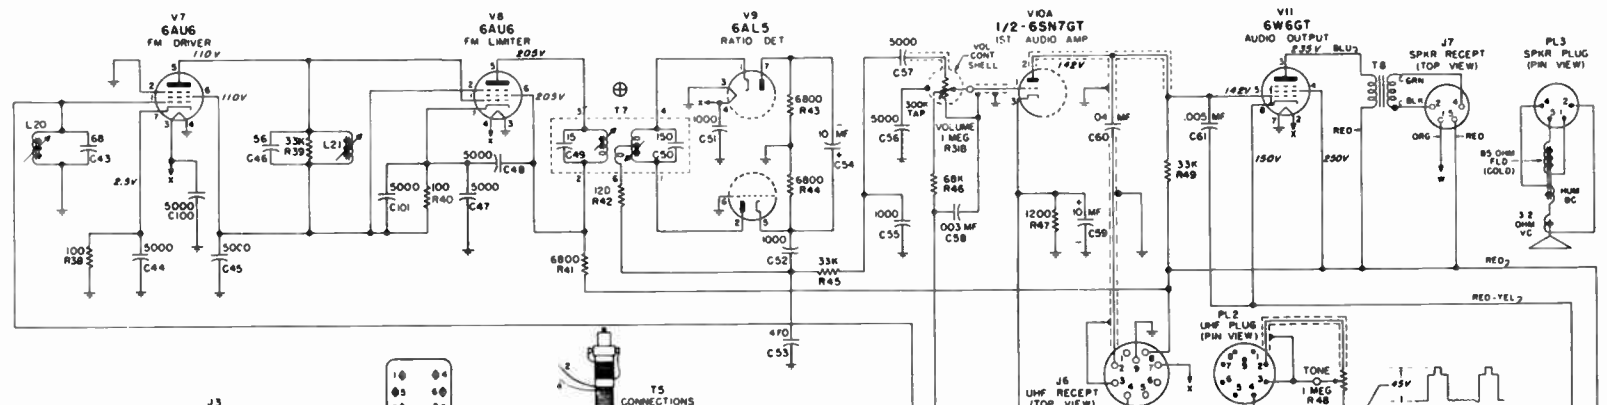 V7
6AU6
FM DRIVER
110V
V8
6AU6
FM LIMITER
205V
V9
6AL5
RATIO DET
V10A
1/2-6SN7GT
1ST AUDIO AMP
142V
V11
6W6GT
AUDIO OUTPUT
235V
BLU
J7
SPKR RECEPT
(TOP VIEW)
PL3
SPKR PLUG
(PIN VIEW)
5000
C57
VOL
CONT
SHELL
T8
GRN
BLK
ORG
RED
RED
110V
205V
T7
L20
68
C43
2.5V
56
C46
33K
R39
L21
15
C49
150
C50
1000
C51
6800
R43
10 MF
C54
300K
TAP
5000
C56
VOLUME
1 MEG
R31B
142V
.04 MF
C60
.005 MF
C61
150V
250V
85 OHM
FLD
(GOLD)
HUM
BC
3.2
OHM
VC
5000
C48
5000
C100
5000
C101
100
R40
5000
C47
120
R42
6800
R44
68K
R46
.003 MF
C58
33K
R49
1200
R47
10 MF
C59
1000
C55
100
R38
5000
C44
5000
C45
6800
R41
1000
C52
33K
R45
RED
RED-YEL
470
C53
J3
T5
CONNECTIONS
J6
UHF RECEPT
(TOP VIEW)
PL2
UHF PLUG
(PIN VIEW)
TONE
1 MEG
R48
45V